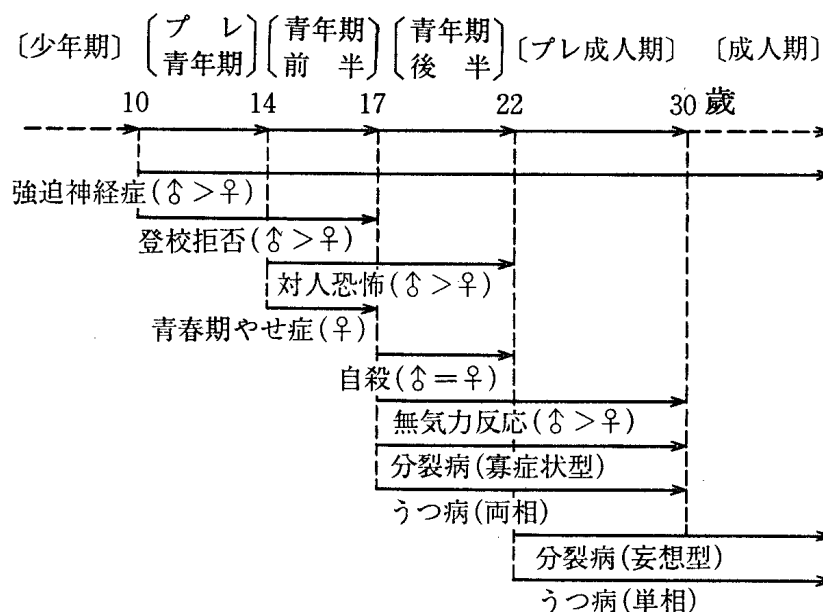 〔少年期〕〔プレ青年期〕〔青年期前半〕〔青年期後半〕〔プレ成人期〕〔成人期〕
10 14 17 22 30 歳
強迫神経症(♂>♀)
登校拒否(♂>♀)
対人恐怖(♂>♀)
青春期やせ症(♀)
自殺(♂=♀)
無気力反応(♂>♀)
分裂病(寡症状型)
うつ病(両相)
分裂病(妄想型)
うつ病(単相)